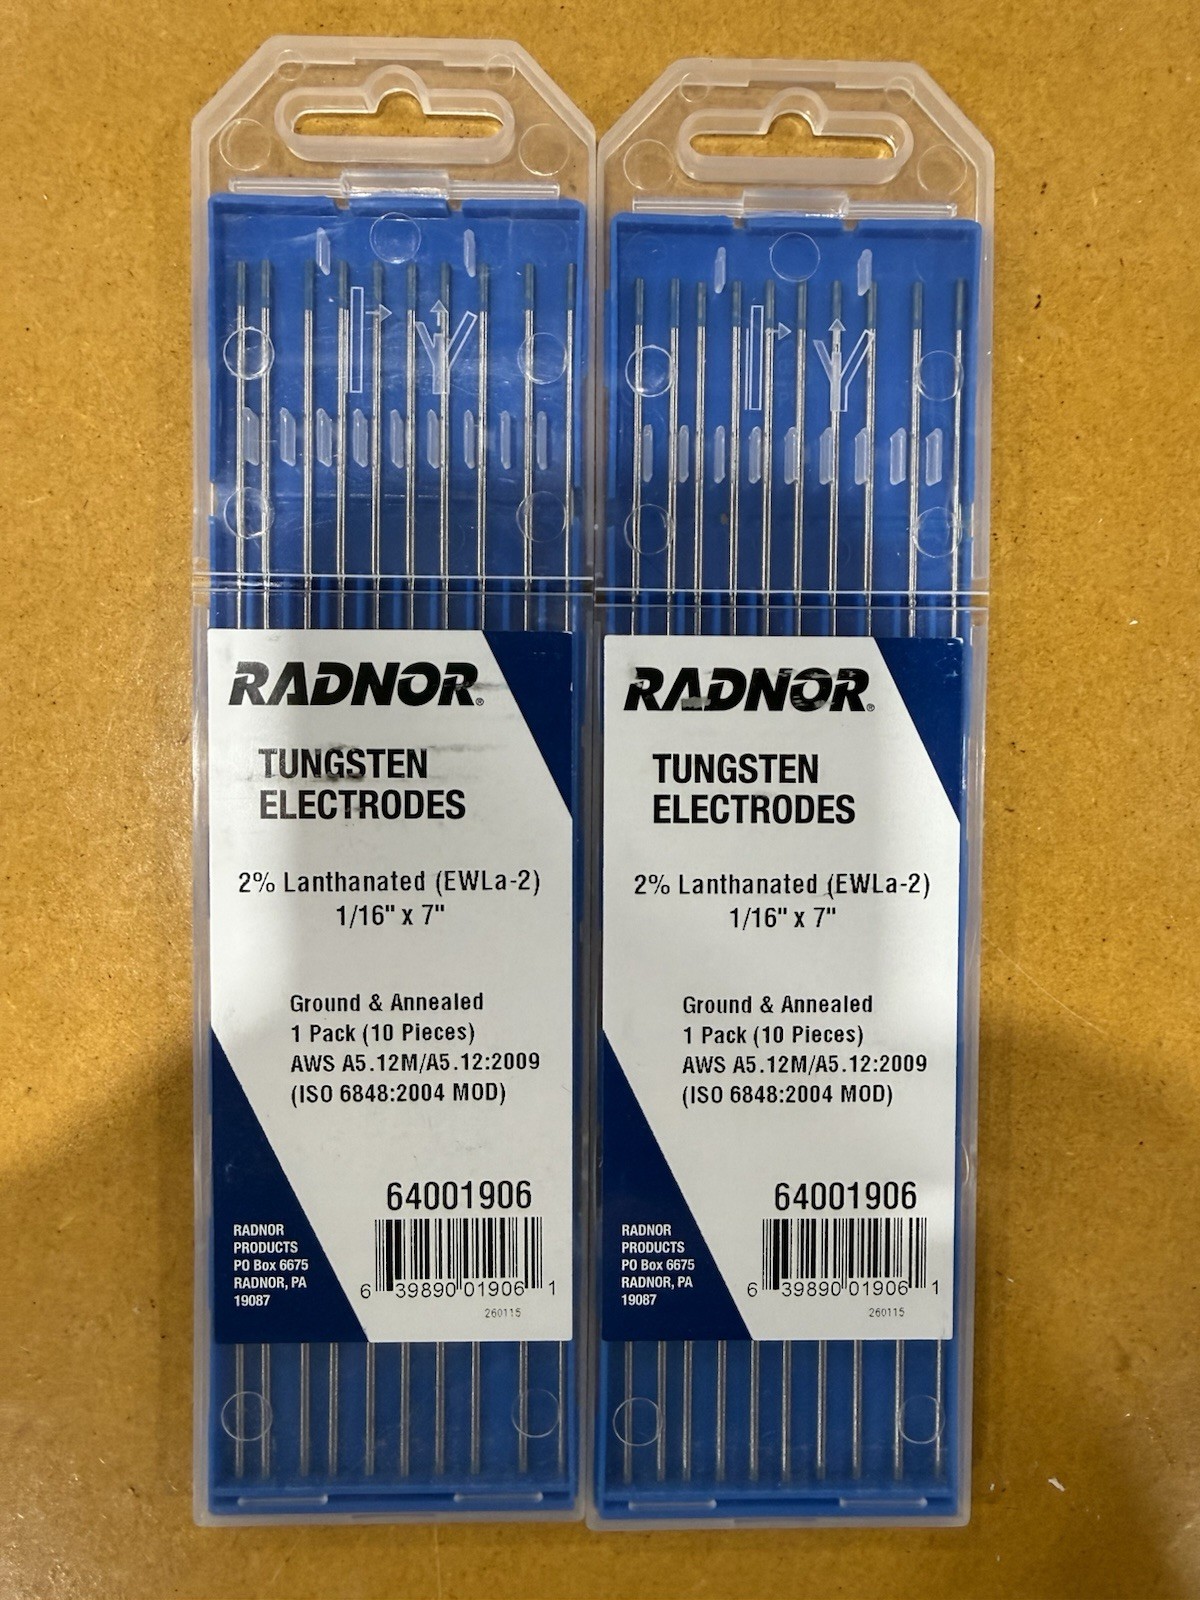 RADNOR®
TUNGSTEN
ELECTRODES
2% Lanthanated (EWLa-2)
1/16" x 7"
Ground & Annealed
1 Pack (10 Pieces)
AWS A5.12M/A5.12:2009
(ISO 6848:2004 MOD)
64001906
RADNOR
PRODUCTS
PO Box 6675
RADNOR, PA
19087
6 39890 01906 1
260115
RADNOR®
TUNGSTEN
ELECTRODES
2% Lanthanated (EWLa-2)
1/16" x 7"
Ground & Annealed
1 Pack (10 Pieces)
AWS A5.12M/A5.12:2009
(ISO 6848:2004 MOD)
64001906
RADNOR
PRODUCTS
PO Box 6675
RADNOR, PA
19087
6 39890 01906 1
260115